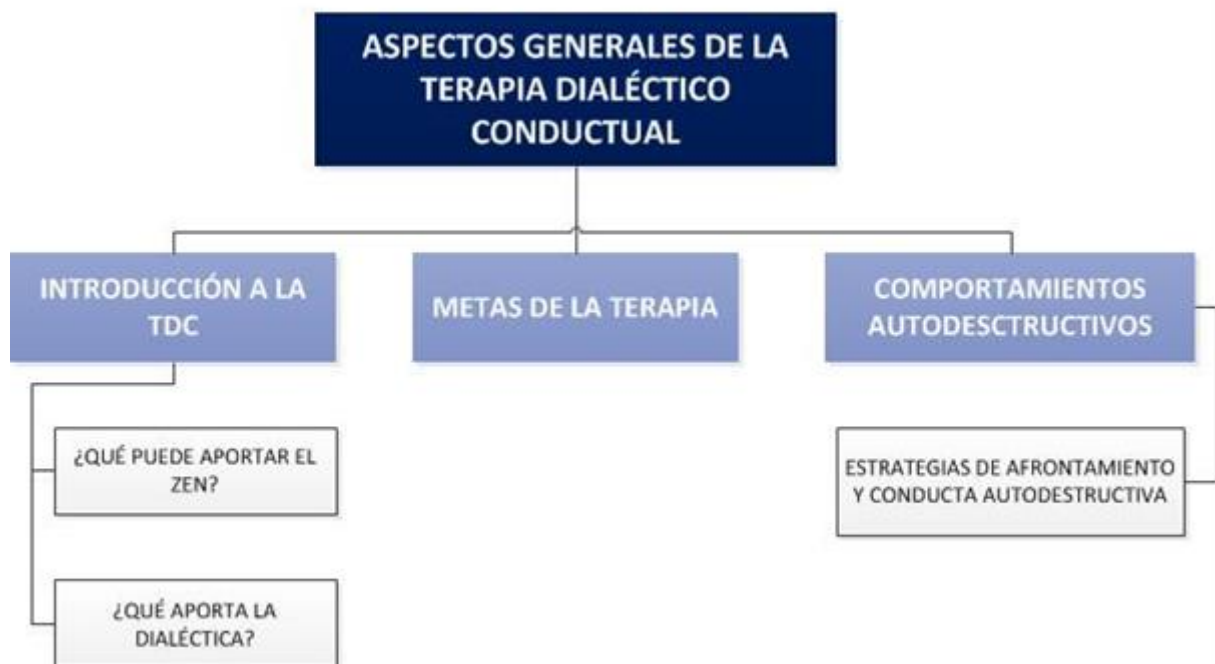 ASPECTOS GENERALES DE LA
TERAPIA DIALÉCTICO
CONDUCTUAL
INTRODUCCIÓN A LA
TDC
METAS DE LA TERAPIA
COMPORTAMIENTOS
AUTODESCTRUCTIVOS
¿QUÉ PUEDE APORTAR EL
ZEN?
ESTRATEGIAS DE AFRONTAMIENTO
Y CONDUCTA AUTODESTRUCTIVA
¿QUÉ APORTA LA
DIALÉCTICA?